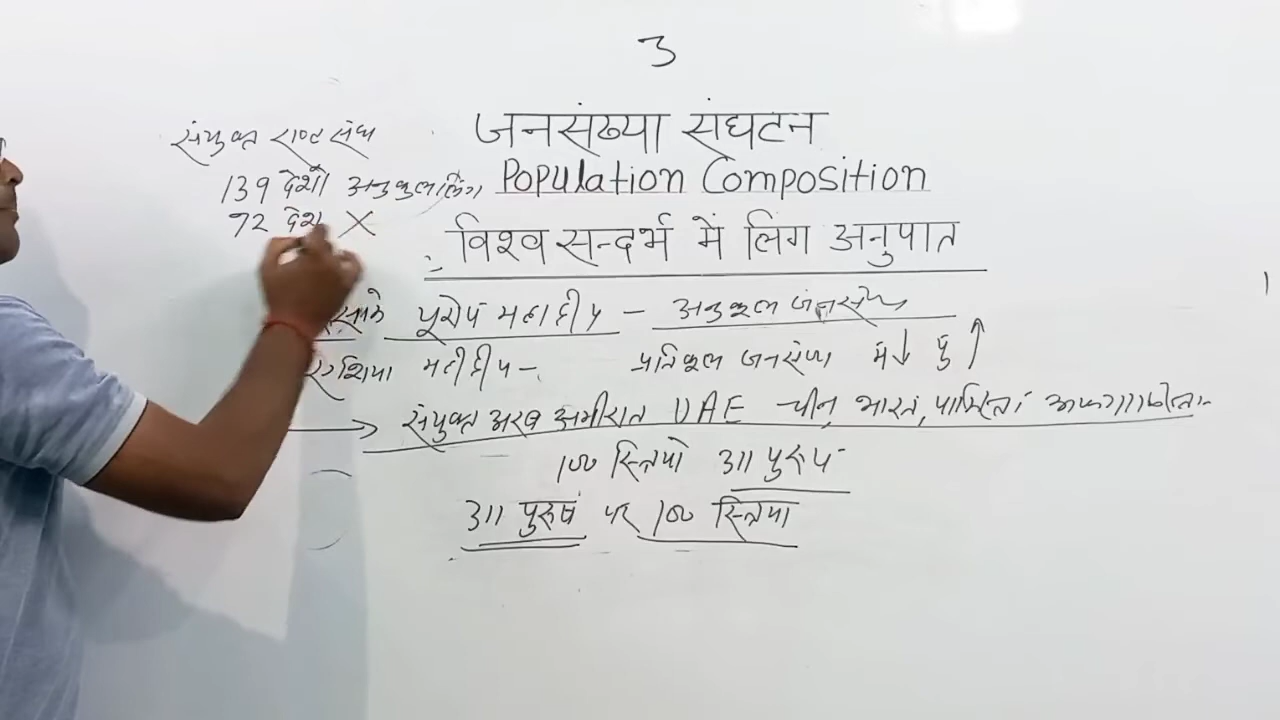 3
जनसंख्या संघटन
Population Composition
विश्व सन्दर्भ में लिंग अनुपात
संयुक्त राष्ट संघ
139 देशों अनुकूल लिंग
72 देश X
यूरोप महाद्वीप - अनुकूल जनसंख्या
एशिया महाद्वीप - प्रतिकूल जनसंख्या म↓ पु ↑
→ संयुक्त अरब अमीरात UAE चीन, भारत,
100 स्त्रियो 311 पुरुष
311 पुरुष पर 100 स्त्रिया